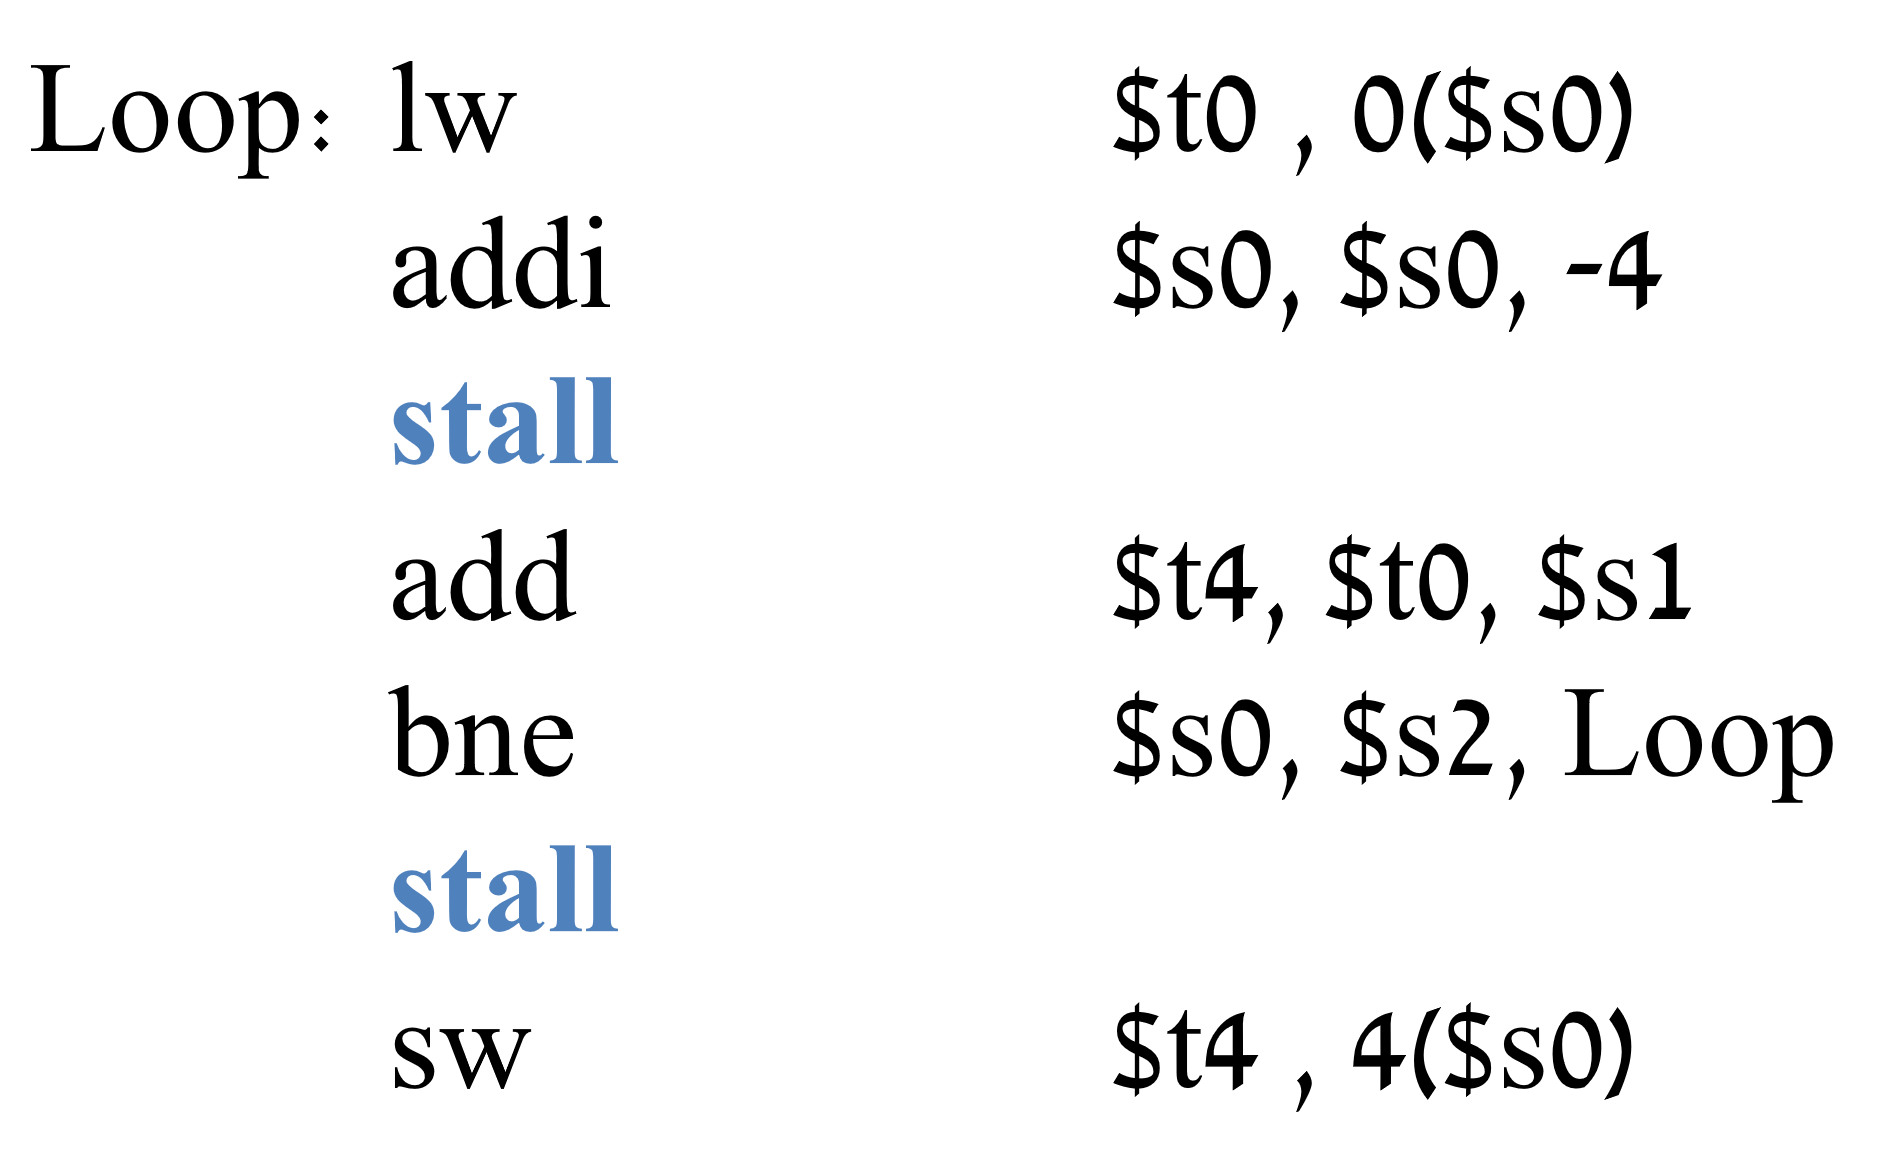 Loop: lw $t0 , 0($s0)
addi $s0, $s0, -4
stall
add $t4, $t0, $s1
bne $s0, $s2, Loop
stall
sw $t4 , 4($s0)